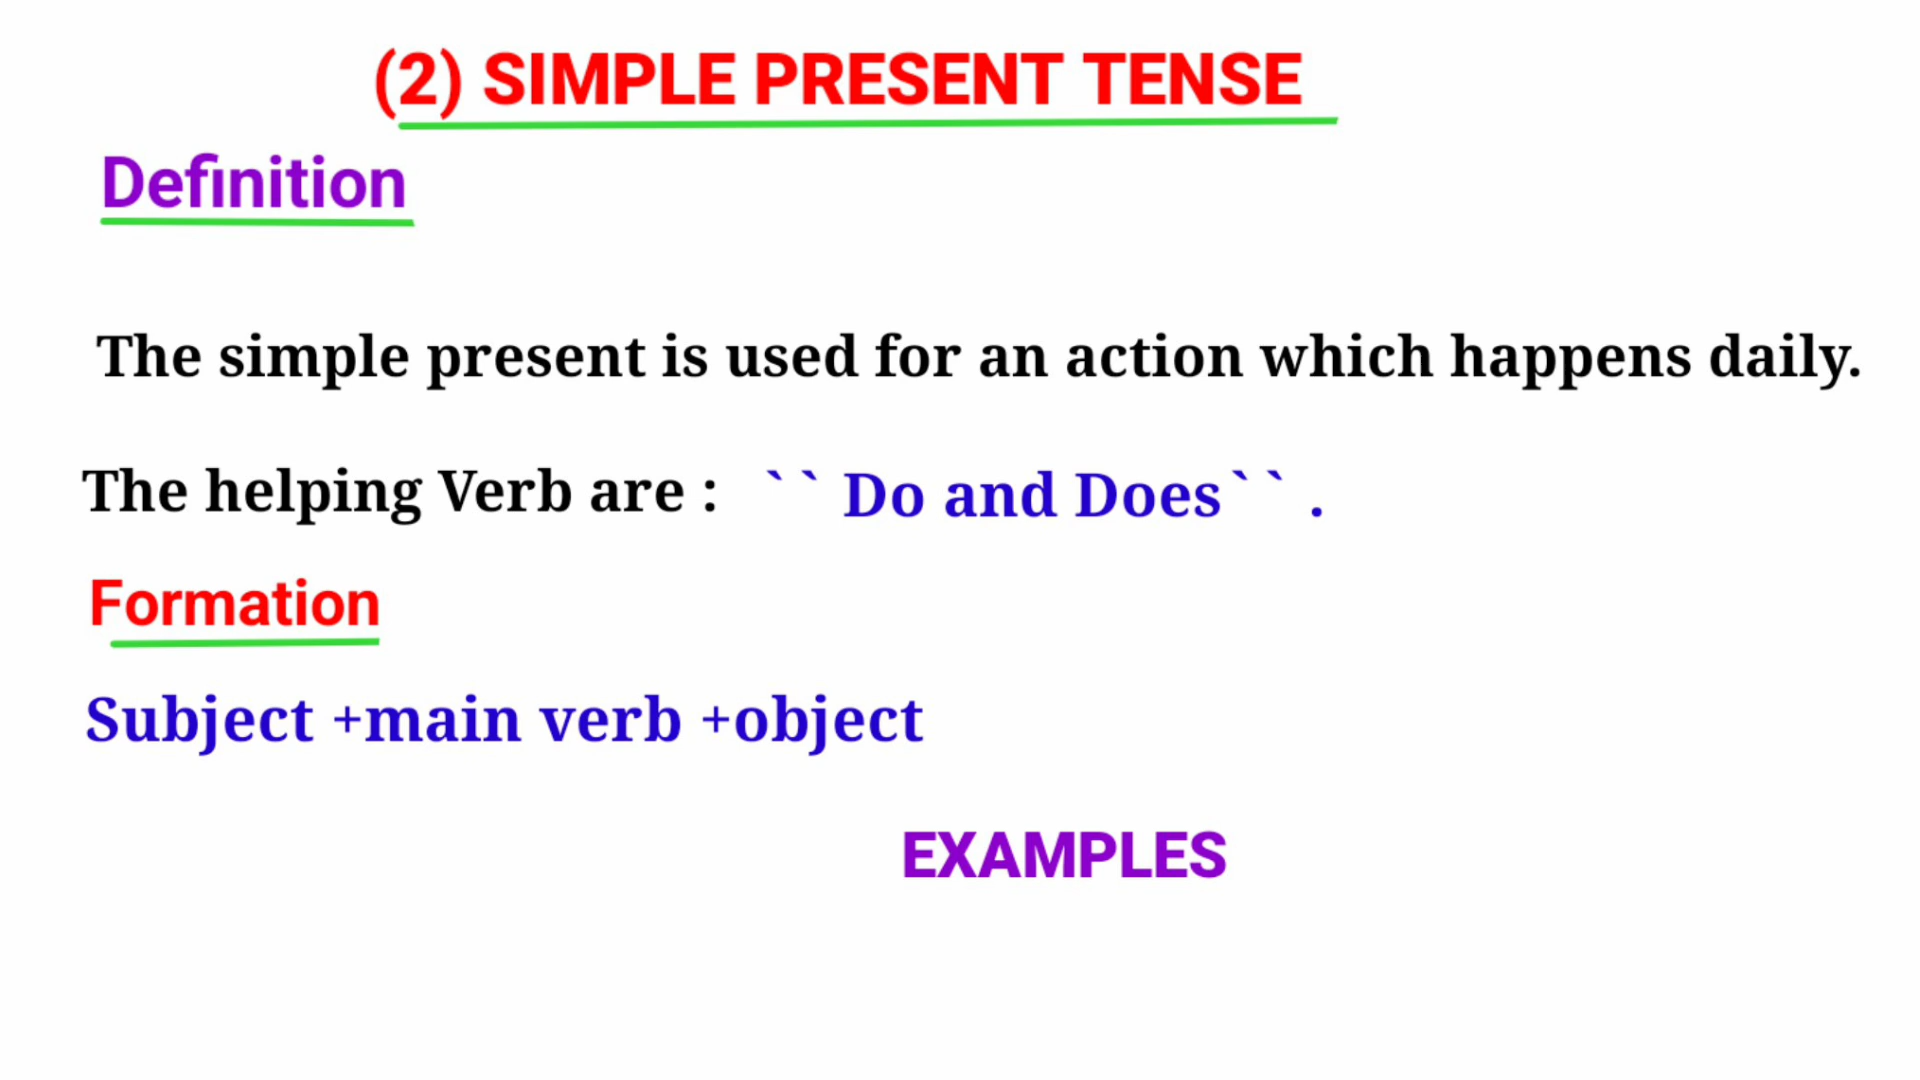 (2) SIMPLE PRESENT TENSE
Definition
The simple present is used for an action which happens daily.
The helping Verb are : `` Do and Does`` .
Formation
Subject +main verb +object
EXAMPLES